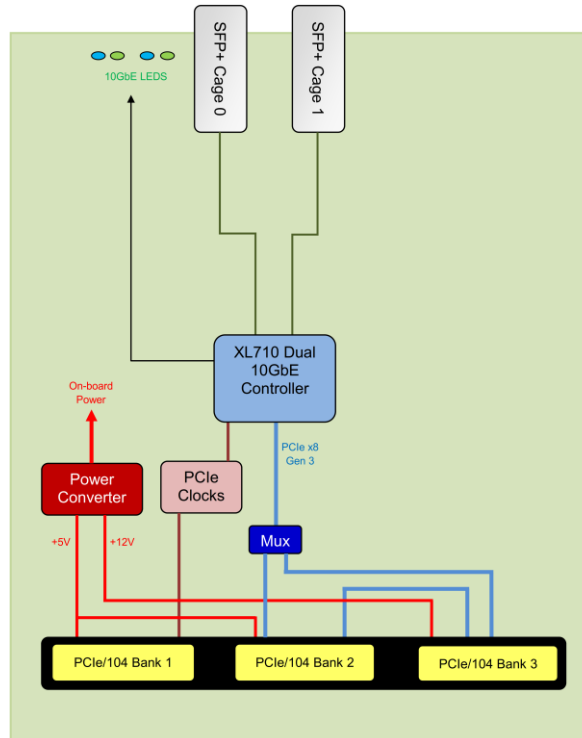 SFP+ Cage 0
SFP+ Cage 1
10GbE LEDS
XL710 Dual
10GbE
Controller
On-board
Power
PCIe x8
Gen 3
Power
Converter
PCIe
Clocks
+5V
+12V
Mux
PCIe/104 Bank 1
PCIe/104 Bank 2
PCIe/104 Bank 3